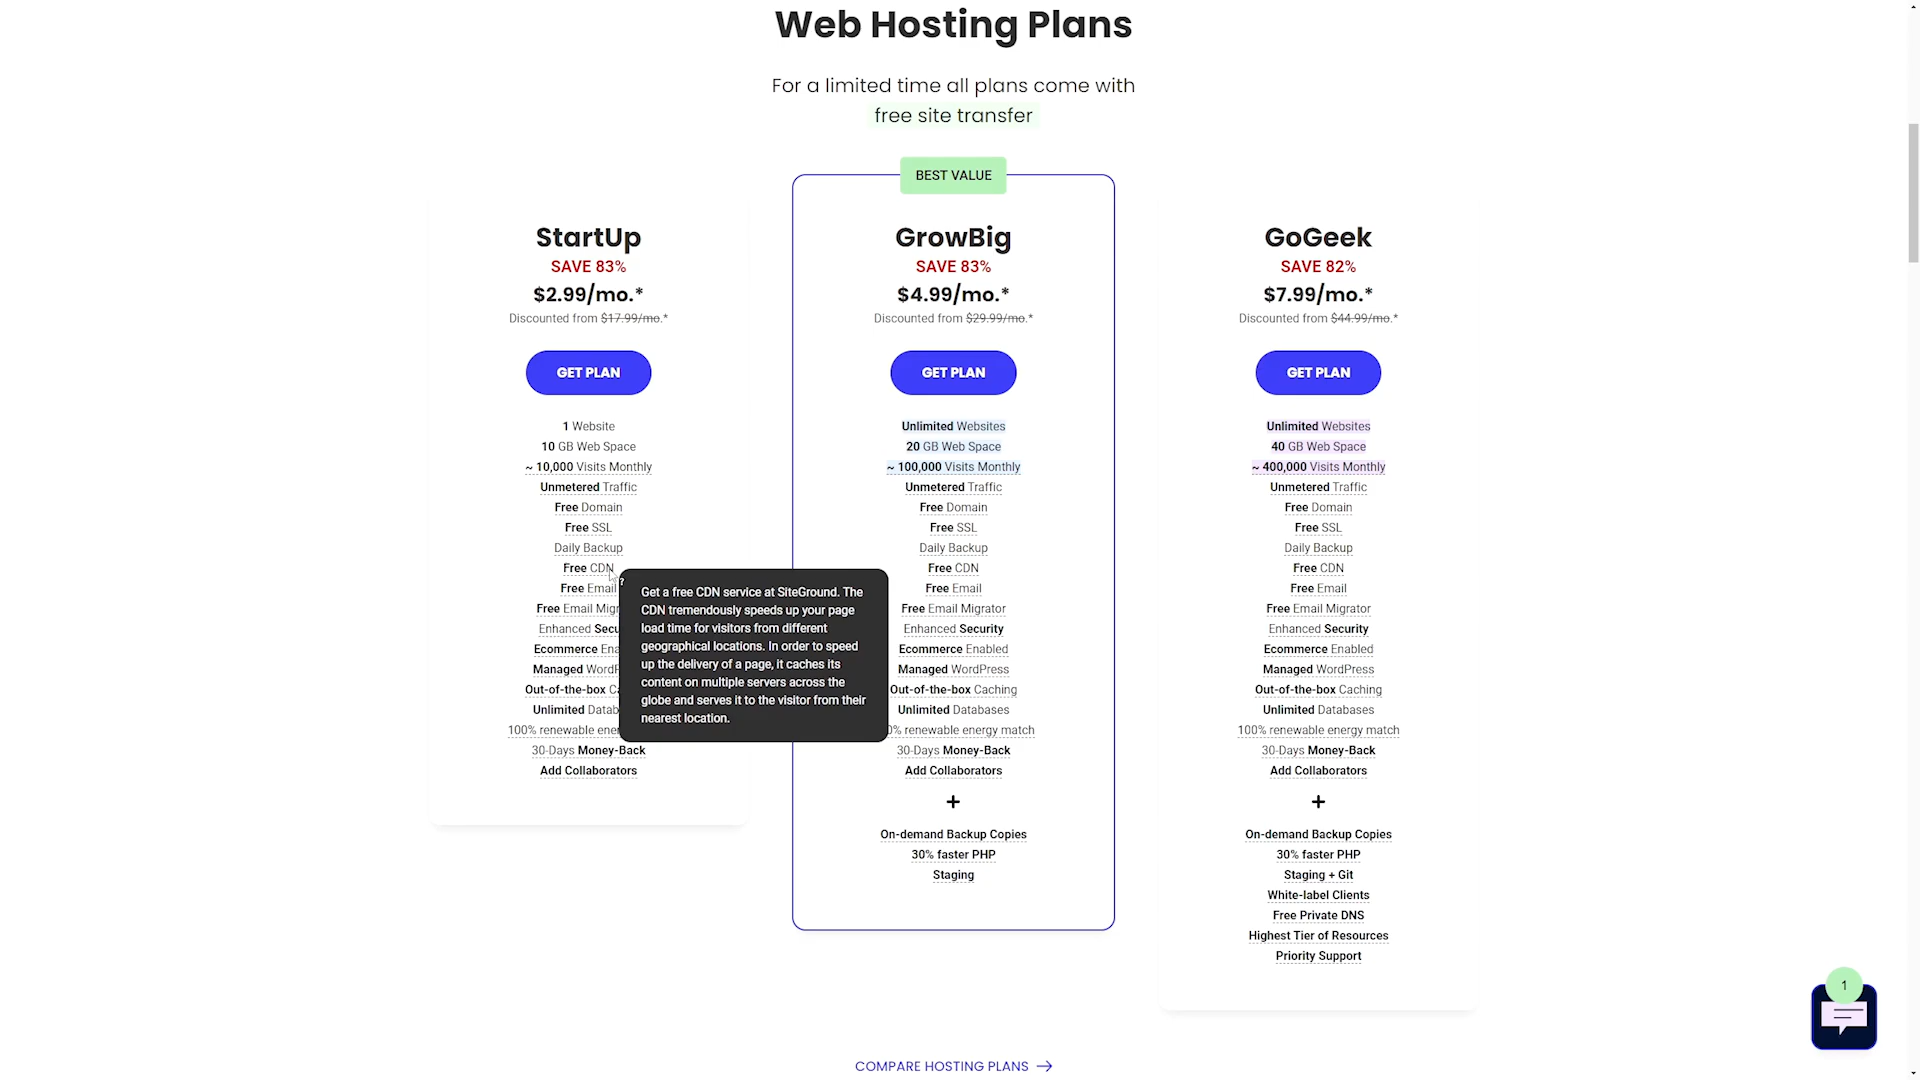 Web Hosting Plans
For a limited time all plans come with
free site transfer
BEST VALUE
StartUp
SAVE 83%
$2.99/mo.*
Discounted from $17.99/mo.*
GET PLAN
1 Website
10 GB Web Space
~ 10,000 Visits Monthly
Unmetered Traffic
Free Domain
Free SSL
Daily Backup
Free CDN
Free Email
Free Email
Enhanced
Ecommerce
Managed
Out-of-the-box
Unlimited
100% renewable
30-Days Money-Back
Add Collaborators
?
Get a free CDN service at SiteGround. The
CDN tremendously speeds up your page
load time for visitors from different
geographical locations. In order to speed
up the delivery of a page, it caches its
content on multiple servers across the
globe and serves it to the visitor from their
nearest location.
GrowBig
SAVE 83%
$4.99/mo.*
Discounted from $29.99/mo.*
GET PLAN
Unlimited Websites
20 GB Web Space
~ 100,000 Visits Monthly
Unmetered Traffic
Free Domain
Free SSL
Daily Backup
Free CDN
Free Email
Free Email Migrator
Enhanced Security
Ecommerce Enabled
Managed WordPress
Out-of-the-box Caching
Unlimited Databases
renewable energy match
30-Days Money-Back
Add Collaborators
+
On-demand Backup Copies
30% faster PHP
Staging
GoGeek
SAVE 82%
$7.99/mo.*
Discounted from $44.99/mo.*
GET PLAN
Unlimited Websites
40 GB Web Space
~ 400,000 Visits Monthly
Unmetered Traffic
Free Domain
Free SSL
Daily Backup
Free CDN
Free Email
Free Email Migrator
Enhanced Security
Ecommerce Enabled
Managed WordPress
Out-of-the-box Caching
Unlimited Databases
100% renewable energy match
30-Days Money-Back
Add Collaborators
+
On-demand Backup Copies
30% faster PHP
Staging + Git
White-label Clients
Free Private DNS
Highest Tier of Resources
Priority Support
COMPARE HOSTING PLANS →
1